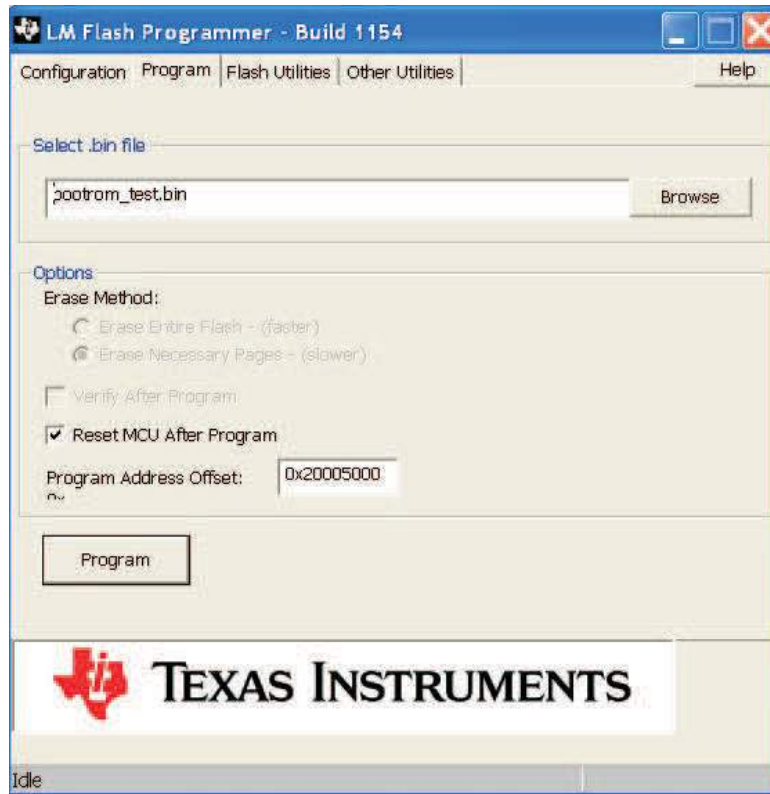 LM Flash Programmer - Build 1154
Configuration Program Flash Utilities Other Utilities Help
Select .bin file
bootrom_test.bin Browse
Options
Erase Method:
Erase Entire Flash - (faster)
Erase Necessary Pages - (slower)
Verify After Program
Reset MCU After Program
Program Address Offset: 0x20005000
0x
Program
TEXAS INSTRUMENTS
Idle